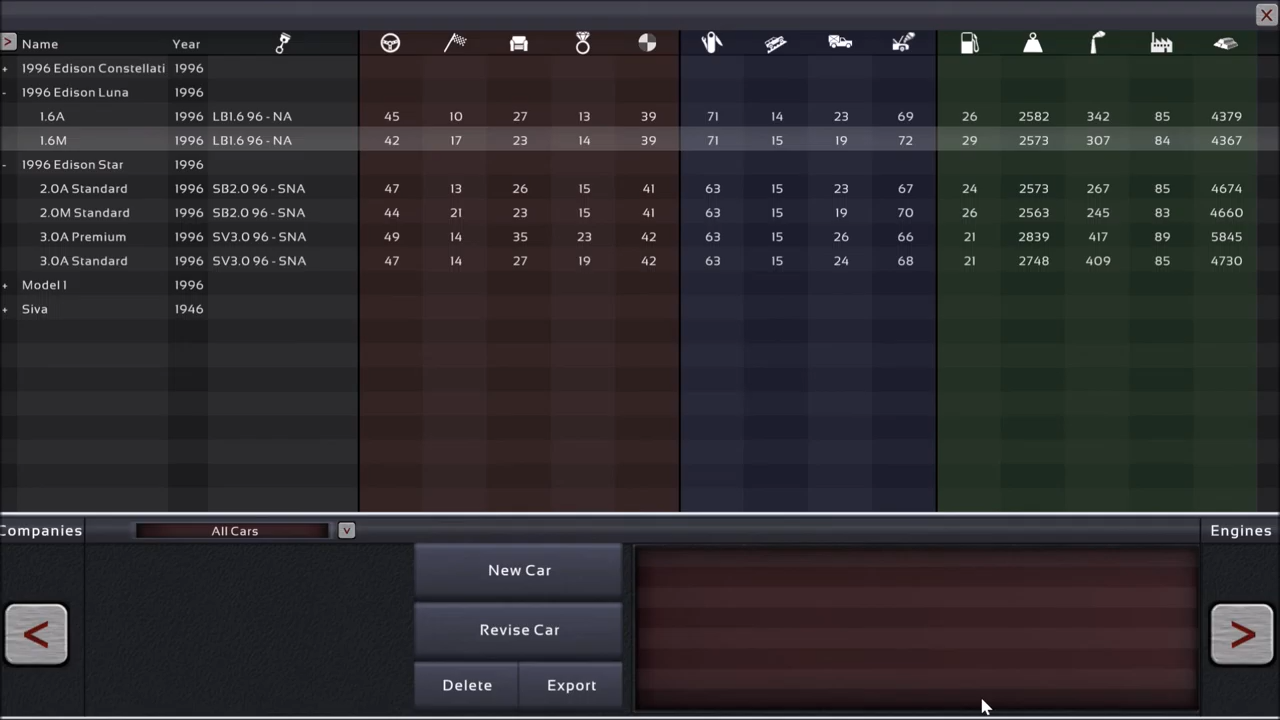 > Name Year
+ 1996 Edison Constellati 1996
- 1996 Edison Luna 1996
1.6A 1996 LB1.6 96 - NA 45 10 27 13 39 71 14 23 69 26 2582 342 85 4379
1.6M 1996 LB1.6 96 - NA 42 17 23 14 39 71 15 19 72 29 2573 307 84 4367
- 1996 Edison Star 1996
2.0A Standard 1996 SB2.0 96 - SNA 47 13 26 15 41 63 15 23 67 24 2573 267 85 4674
2.0M Standard 1996 SB2.0 96 - SNA 44 21 23 15 41 63 15 19 70 26 2563 245 83 4660
3.0A Premium 1996 SV3.0 96 - SNA 49 14 35 23 42 63 15 26 66 21 2839 417 89 5845
3.0A Standard 1996 SV3.0 96 - SNA 47 14 27 19 42 63 15 24 68 21 2748 409 85 4730
+ Model I 1996
+ Siva 1946
Companies All Cars v Engines
New Car
Revise Car
< >
Delete Export